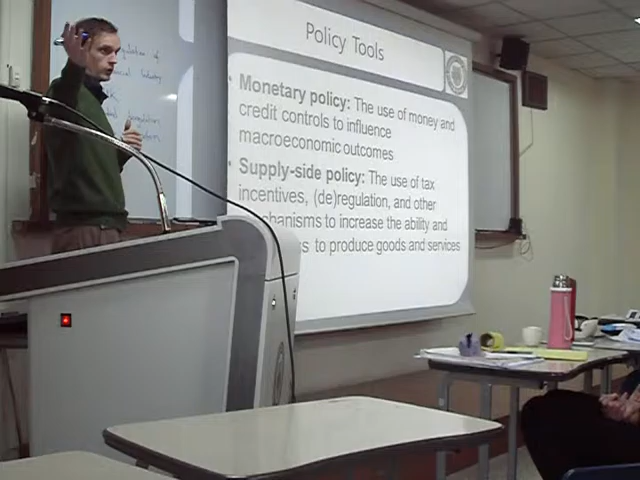 Policy Tools
• Monetary policy: The use of money and
credit controls to influence
macroeconomic outcomes
• Supply-side policy: The use of tax
incentives, (de)regulation, and other
mechanisms to increase the ability and
to produce goods and services